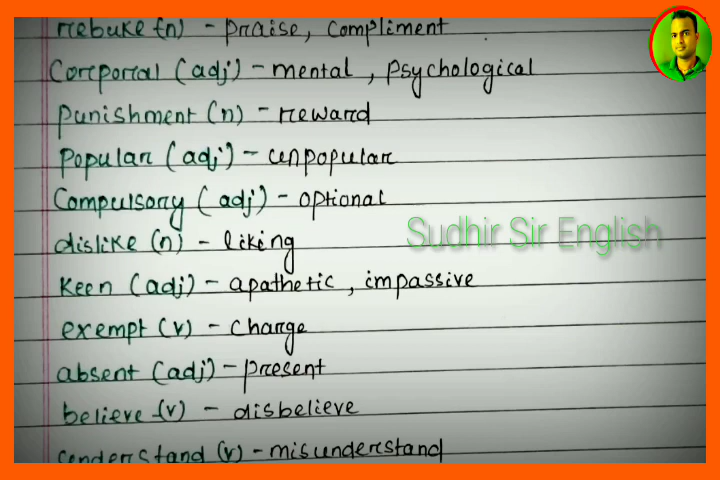 rebuke (n) - praise, compliment
Corporal (adj) - mental, psychological
punishment (n) - reward
popular (adj) - unpopular
Compulsory (adj) - optional
dislike (n) - liking
Sudhir Sir English
Keen (adj) - apathetic, impassive
exempt (v) - Charge
absent (adj) - present
believe (v) - disbelieve
understand (v) - misunderstand